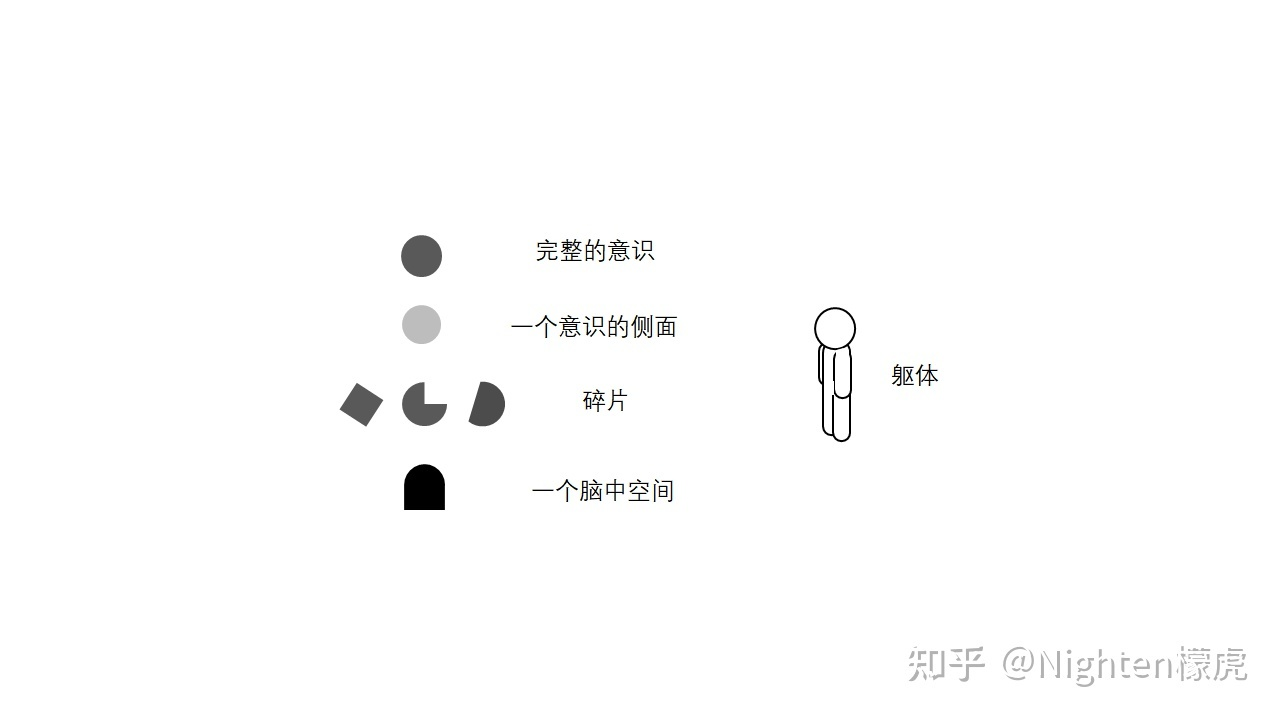 完整的意识
一个意识的侧面
碎片
一个脑中空间
躯体
知乎 @Nighten檬虎